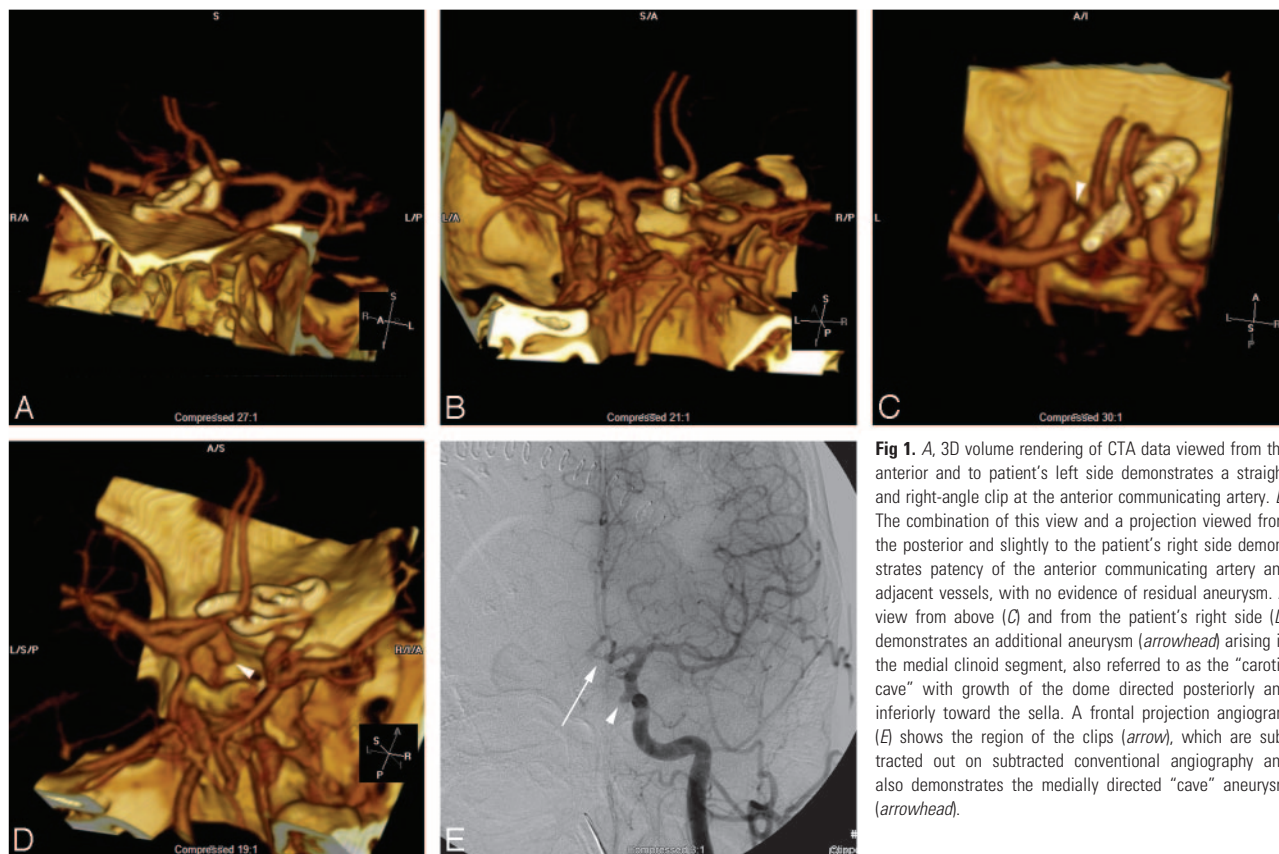 S
R/A
L/P
S
R A L
I
A
Compressed 27:1
S/A
L/A
R/P
S
L R
P
B
Compressed 21:1
A/I
L
A
L S R
P
C
Compressed 30:1
A/S
L/S/P
R/I/A
S A
R
P
D
Compressed 19:1
E
Compressed 3:1
#
Fig 1. A, 3D volume rendering of CTA data viewed from th
anterior and to patient's left side demonstrates a straigh
and right-angle clip at the anterior communicating artery.
The combination of this view and a projection viewed from
the posterior and slightly to the patient's right side demon-
strates patency of the anterior communicating artery an
adjacent vessels, with no evidence of residual aneurysm.
view from above (C) and from the patient's right side (D
demonstrates an additional aneurysm (arrowhead) arising i
the medial clinoid segment, also referred to as the “caroti
cave” with growth of the dome directed posteriorly an
inferiorly toward the sella. A frontal projection angiogram
(E) shows the region of the clips (arrow), which are sub-
tracted out on subtracted conventional angiography an
also demonstrates the medially directed “cave” aneurysm
(arrowhead).